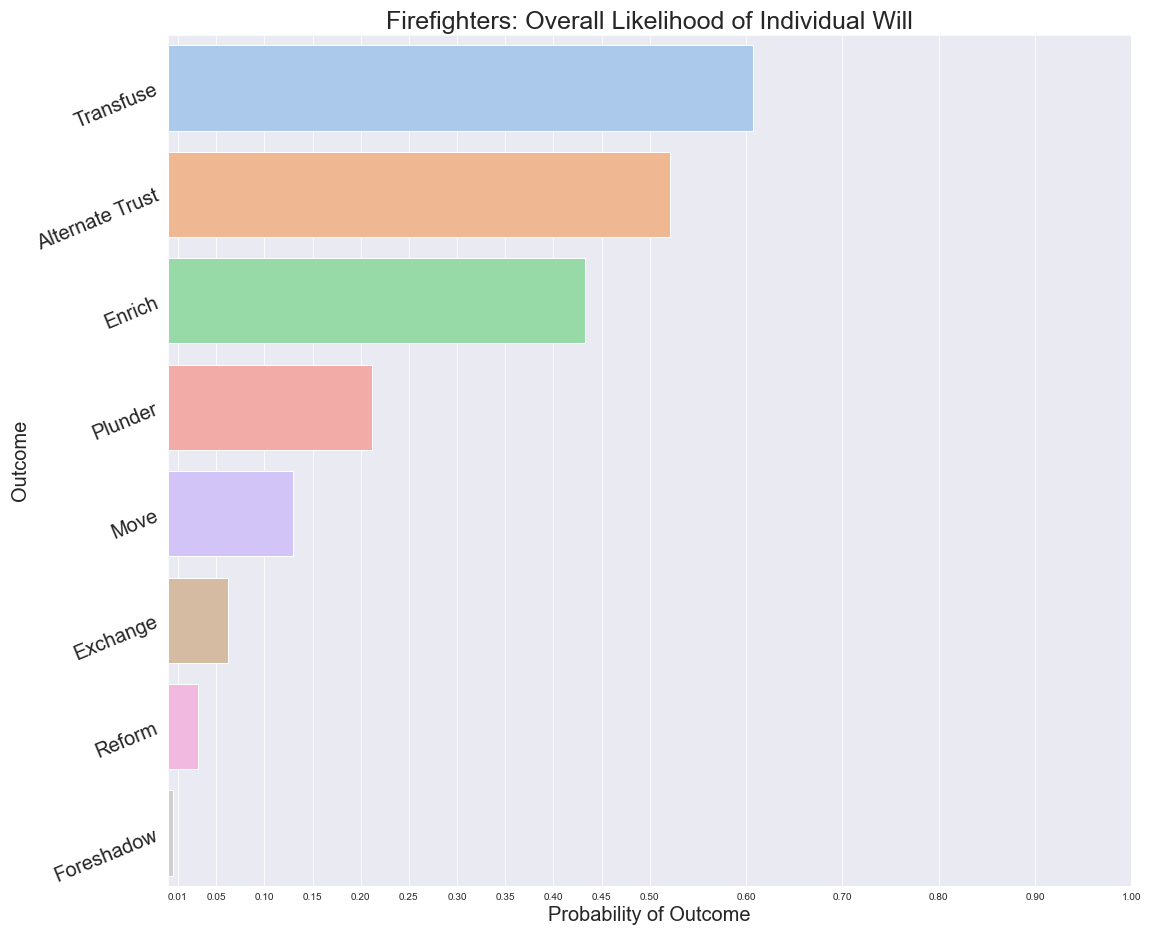 Firefighters: Overall Likelihood of Individual Will
Transfuse
Alternate Trust
Enrich
Plunder
Move
Exchange
Reform
Foreshadow
Outcome
0.01 0.05 0.10 0.15 0.20 0.25 0.30 0.35 0.40 0.45 0.50 0.60 0.70 0.80 0.90 1.00
Probability of Outcome